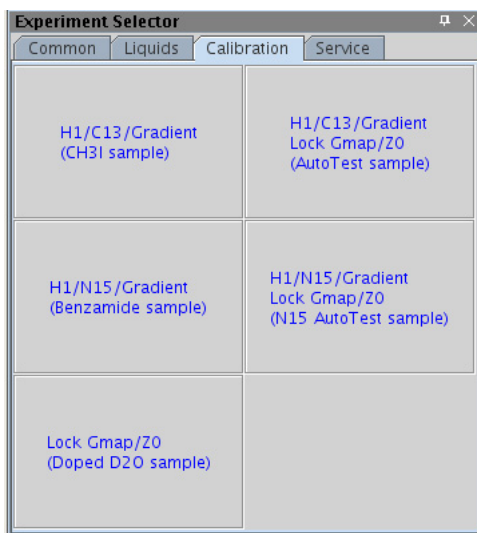 Experiment Selector
Common Liquids Calibration Service
H1/C13/Gradient
(CH3I sample)
H1/C13/Gradient
Lock Gmap/Z0
(AutoTest sample)
H1/N15/Gradient
(Benzamide sample)
H1/N15/Gradient
Lock Gmap/Z0
(N15 AutoTest sample)
Lock Gmap/Z0
(Doped D2O sample)